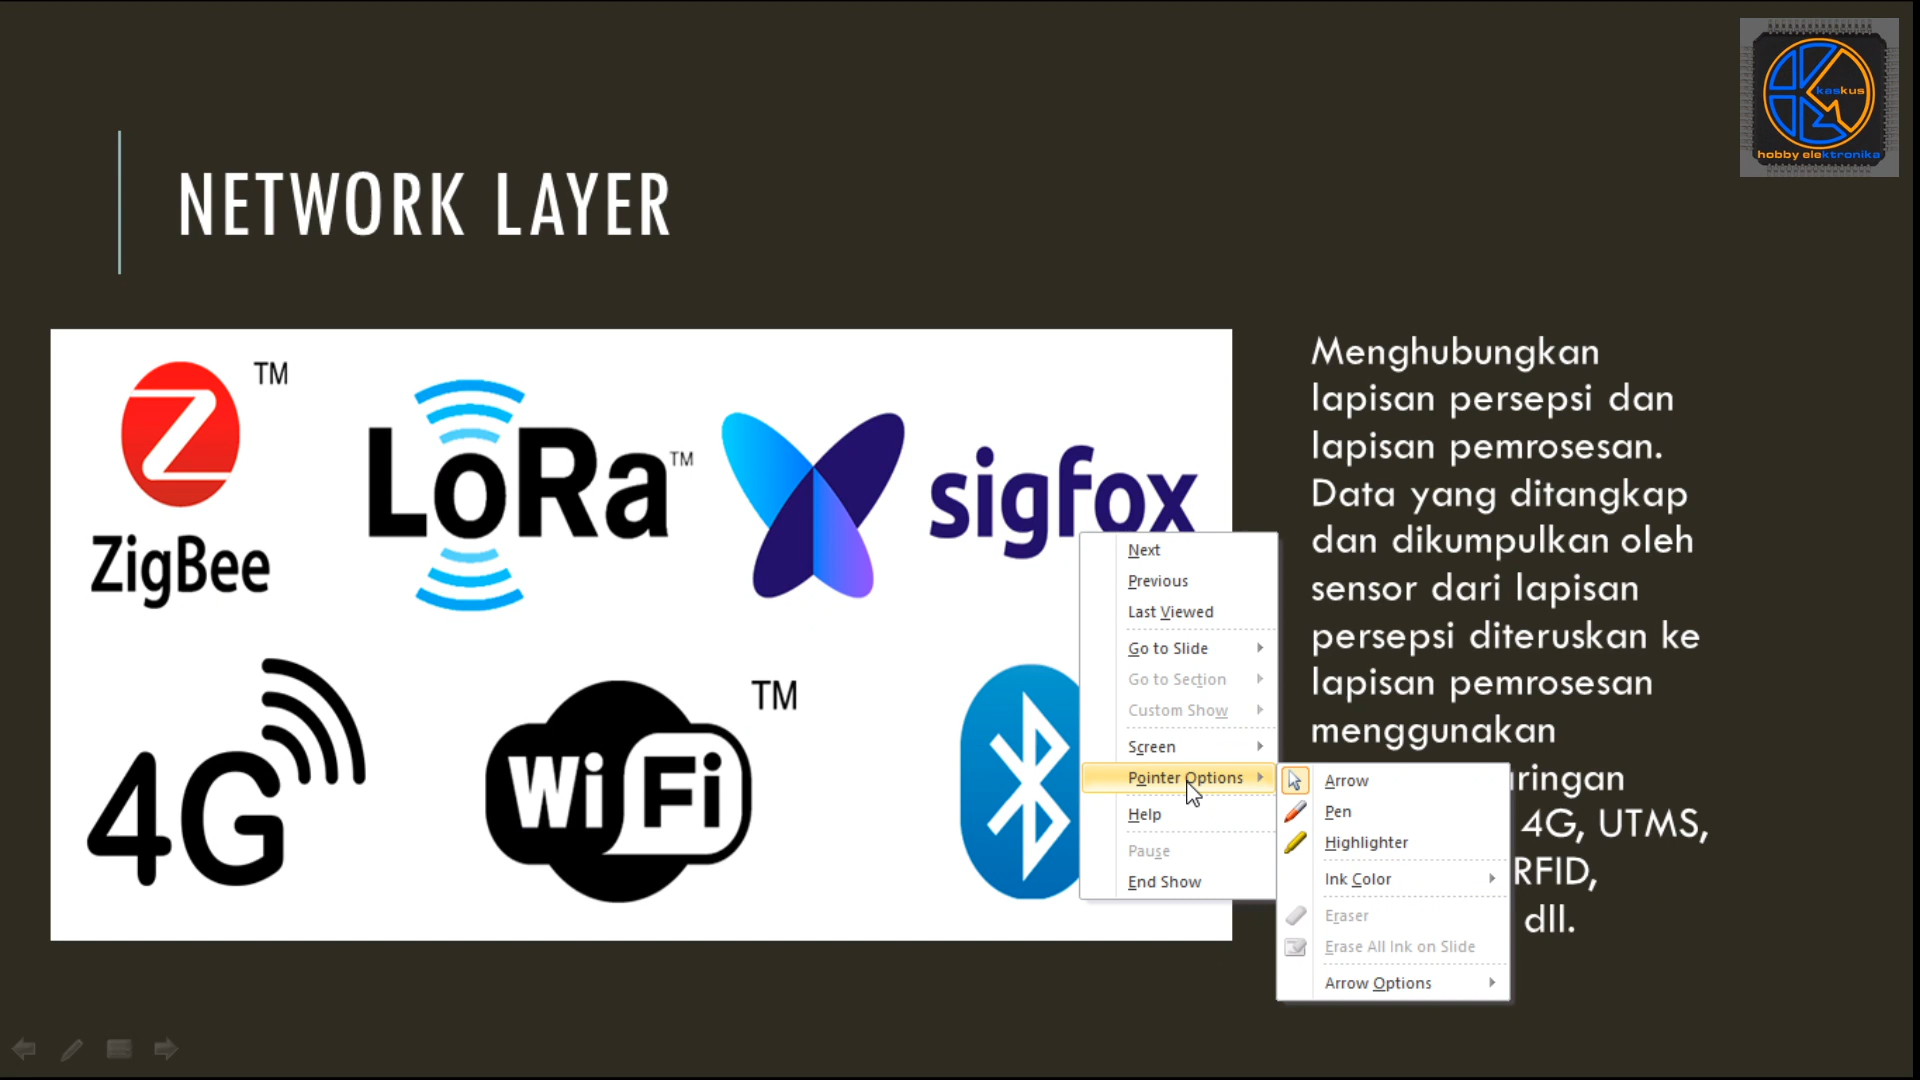 kaskus
hobby elektronika
NETWORK LAYER
TM
ZigBee
LoRa
TM
sigfox
4G
WiFi
TM
Menghubungkan
lapisan persepsi dan
lapisan pemrosesan.
Data yang ditangkap
dan dikumpulkan oleh
sensor dari lapisan
persepsi diteruskan ke
lapisan pemrosesan
menggunakan
4G, UTMS,
RFID,
dll.
Next
Previous
Last Viewed
Go to Slide
Go to Section
Custom Show
Screen
Pointer Options
Help
Pause
End Show
Arrow
Pen
Highlighter
Ink Color
Eraser
Erase All Ink on Slide
Arrow Options